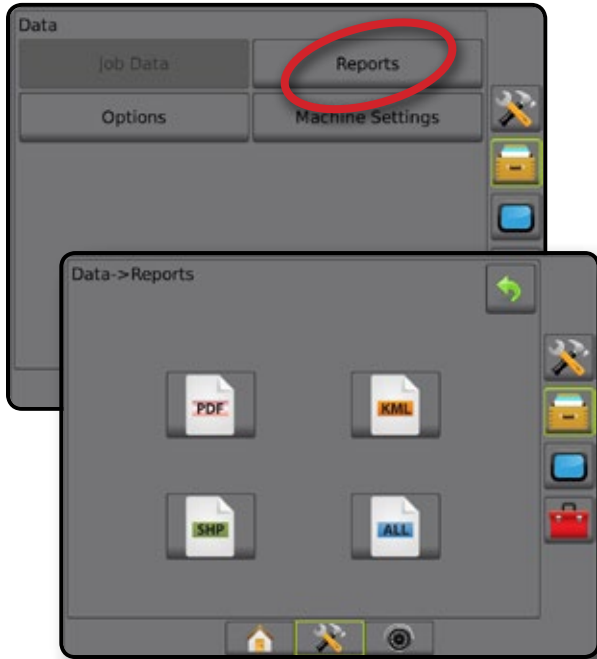 Data
Job Data
Reports
Options
Machine Settings
Data->Reports
PDF
KML
SHP
ALL